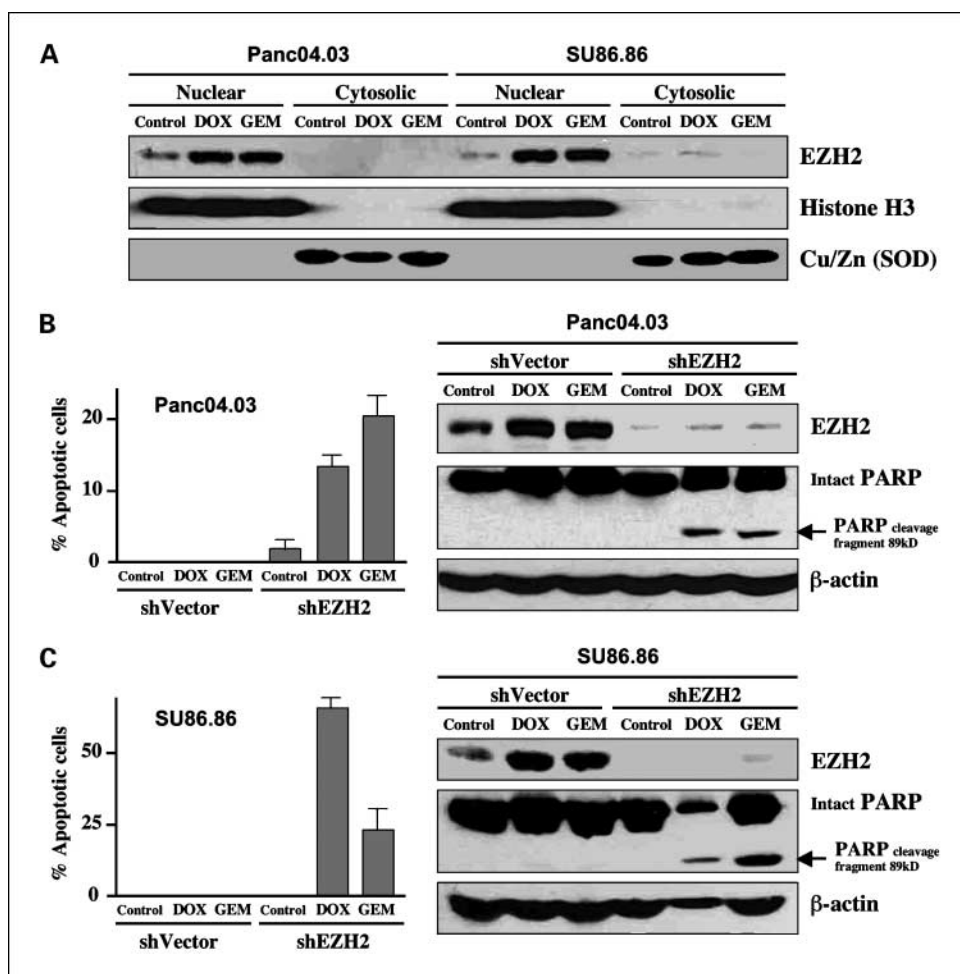 A
Panc04.03 SU86.86
Nuclear Cytosolic Nuclear Cytosolic
Control DOX GEM Control DOX GEM Control DOX GEM Control DOX GEM
EZH2
Histone H3
Cu/Zn (SOD)
B
Panc04.03
% Apoptotic cells
20
10
0
Control DOX GEM Control DOX GEM
shVector shEZH2
Panc04.03
shVector shEZH2
Control DOX GEM Control DOX GEM
EZH2
Intact PARP
PARP cleavage
fragment 89kD
β-actin
C
SU86.86
% Apoptotic cells
50
25
0
Control DOX GEM Control DOX GEM
shVector shEZH2
SU86.86
shVector shEZH2
Control DOX GEM Control DOX GEM
EZH2
Intact PARP
PARP cleavage
fragment 89kD
β-actin